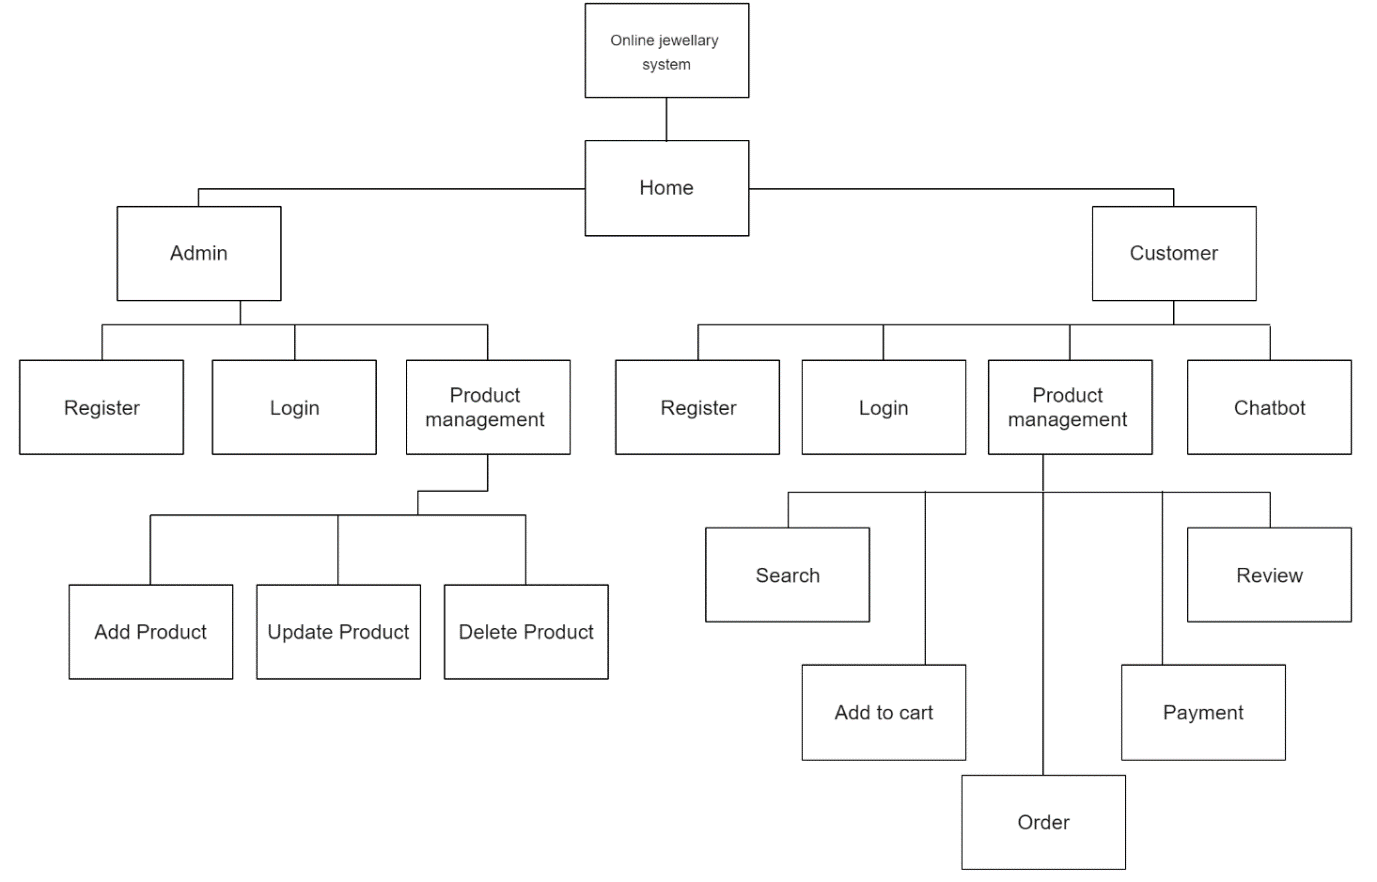 Online jewellary
system
Home
Admin
Customer
Register
Login
Product
management
Register
Login
Product
management
Chatbot
Search
Review
Add Product
Update Product
Delete Product
Add to cart
Payment
Order